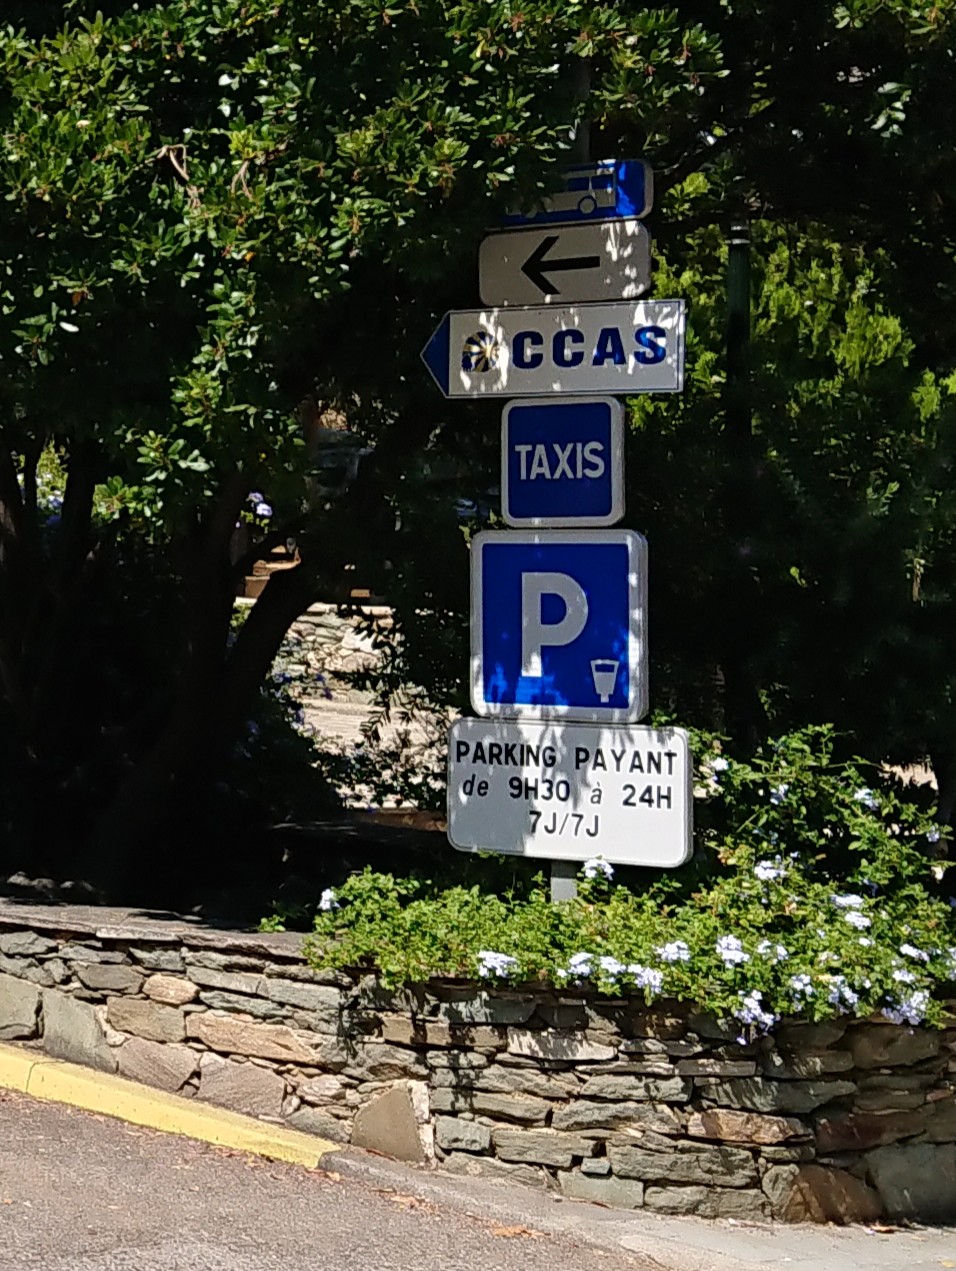 CCAS
TAXIS
P
PARKING PAYANT
de 9H30 à 24H
7J/7J